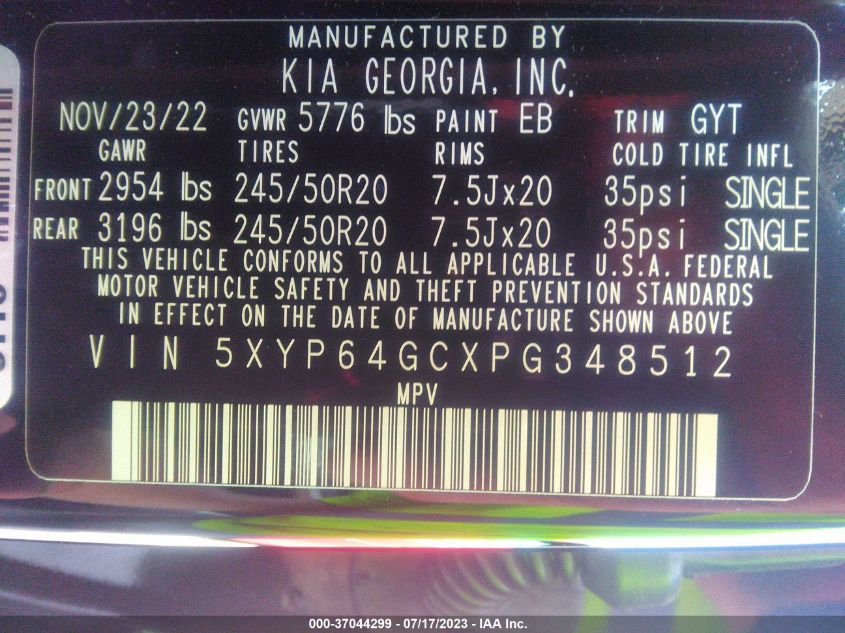 MANUFACTURED BY
KIA GEORGIA, INC.
NOV/23/22 GVWR 5776 lbs PAINT EB TRIM GYT
GAWR TIRES RIMS COLD TIRE INFL
FRONT 2954 lbs 245/50R20 7.5Jx20 35psi SINGLE
REAR 3196 lbs 245/50R20 7.5Jx20 35psi SINGLE
THIS VEHICLE CONFORMS TO ALL APPLICABLE U.S.A. FEDERAL
MOTOR VEHICLE SAFETY AND THEFT PREVENTION STANDARDS
IN EFFECT ON THE DATE OF MANUFACTURE SHOWN ABOVE
VIN 5XYP64GCXPG348512
MPV
000-37044299 - 07/17/2023 - IAA Inc.